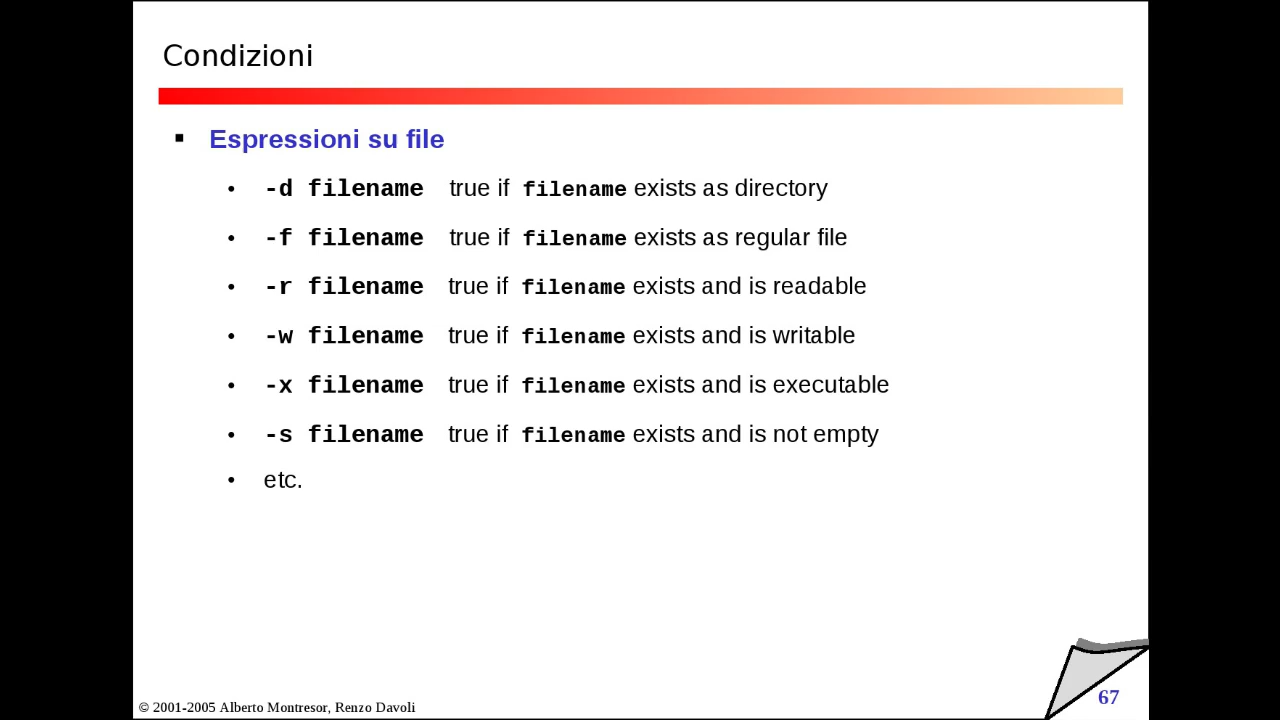 Condizioni
Espressioni su file
-d filename true if filename exists as directory
-f filename true if filename exists as regular file
-r filename true if filename exists and is readable
-w filename true if filename exists and is writable
-x filename true if filename exists and is executable
-s filename true if filename exists and is not empty
etc.
© 2001-2005 Alberto Montresor, Renzo Davoli
67